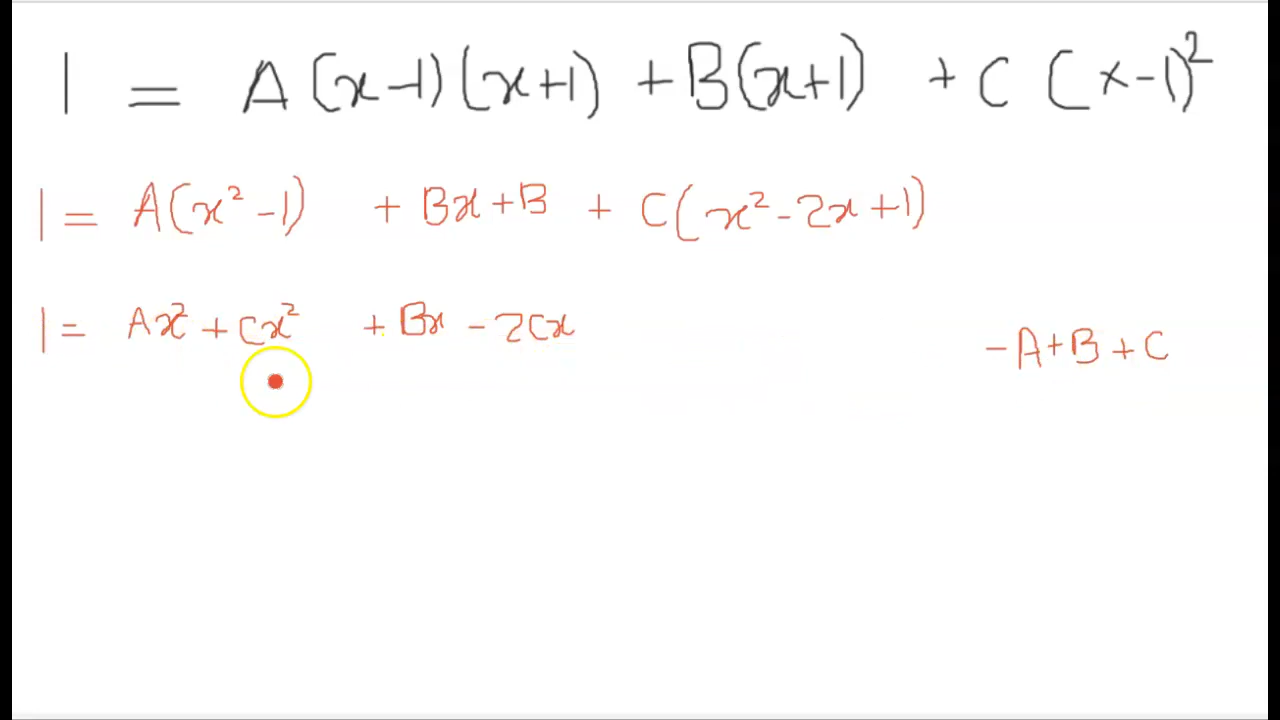 1 = A(x-1)(x+1) + B(x+1) + C(x-1)²
1 = A(x²-1) + Bx+B + C(x²-2x+1)
1 = Ax² + Cx² + Bx - 2Cx -A+B+C